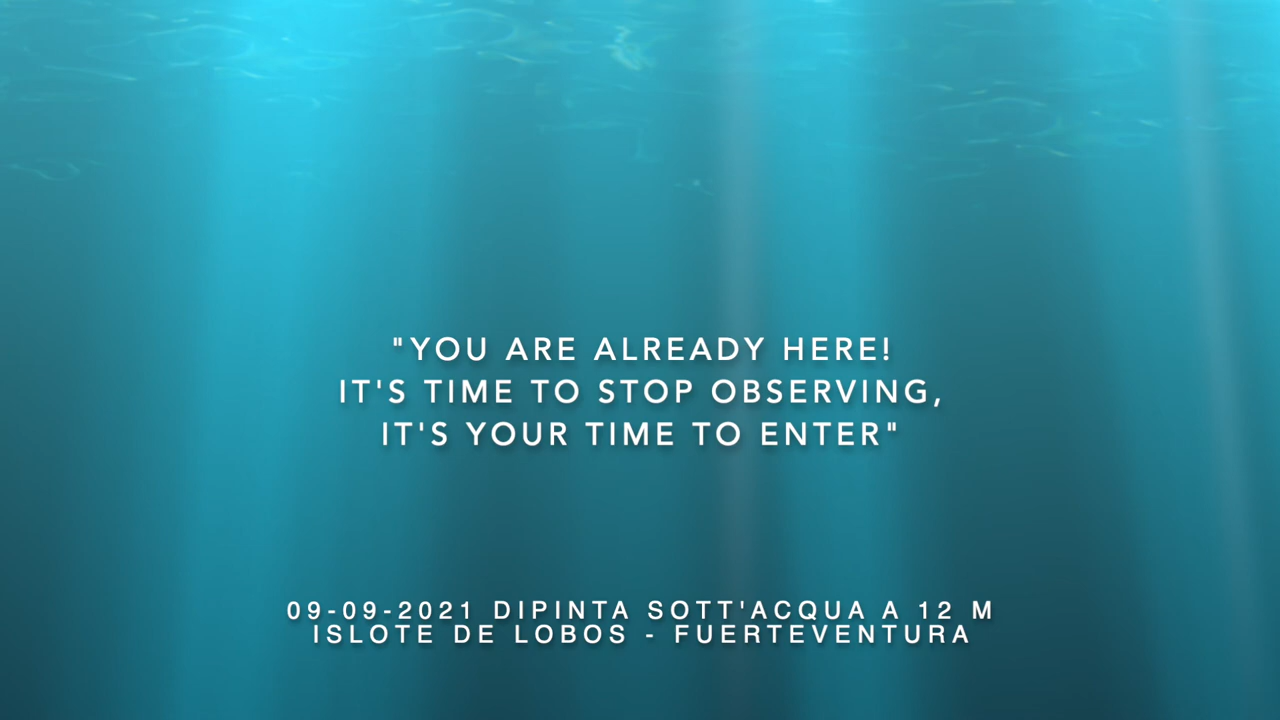 "YOU ARE ALREADY HERE!
IT'S TIME TO STOP OBSERVING,
IT'S YOUR TIME TO ENTER"
09-09-2021 DIPINTA SOTT'ACQUA A 12 M
ISLOTE DE LOBOS - FUERTEVENTURA